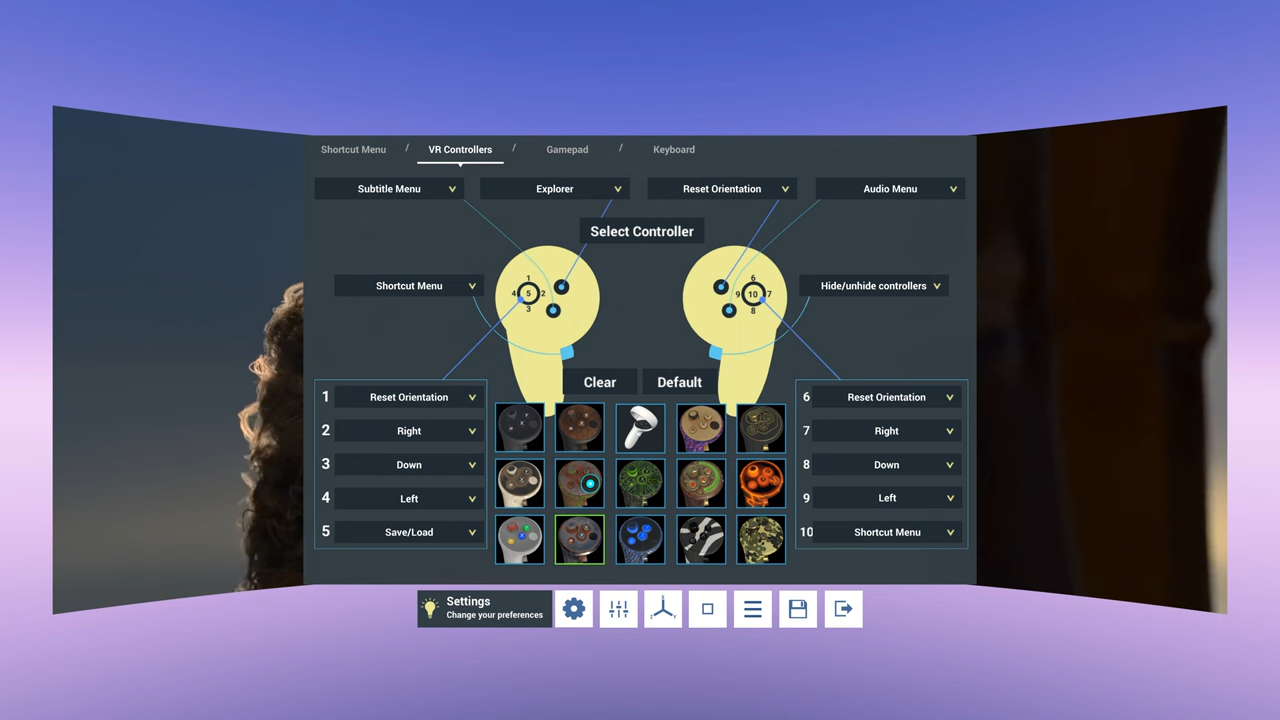 Shortcut Menu / VR Controllers / Gamepad / Keyboard
Subtitle Menu Explorer Reset Orientation Audio Menu
Select Controller
Shortcut Menu Hide/unhide controllers
1
4 5 2
3
6
9 10 7
8
Clear Default
1 Reset Orientation
2 Right
3 Down
4 Left
5 Save/Load
6 Reset Orientation
7 Right
8 Down
9 Left
10 Shortcut Menu
Settings
Change your preferences